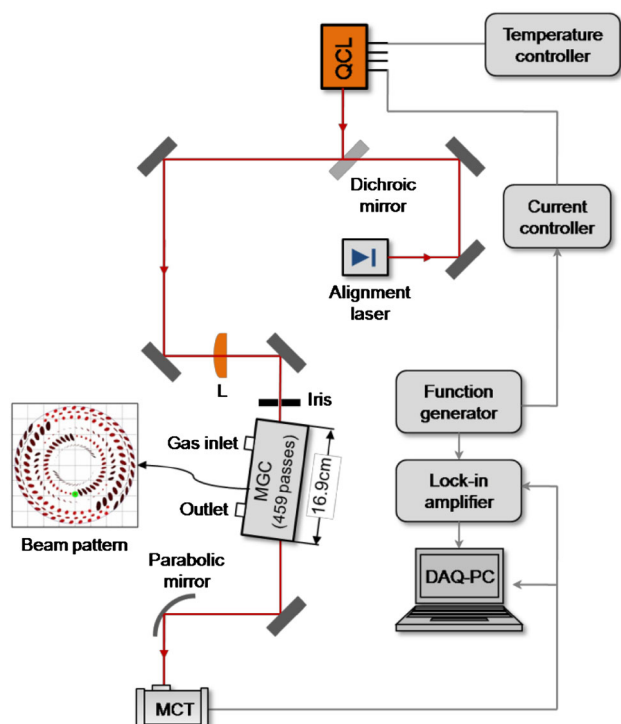 QCL
Temperature
controller
Dichroic
mirror
Current
controller
Alignment
laser
L
Iris
Function
generator
Gas inlet
MGC
(459 passes)
16.9cm
Outlet
Lock-in
amplifier
Beam pattern
Parabolic
mirror
DAQ-PC
MCT